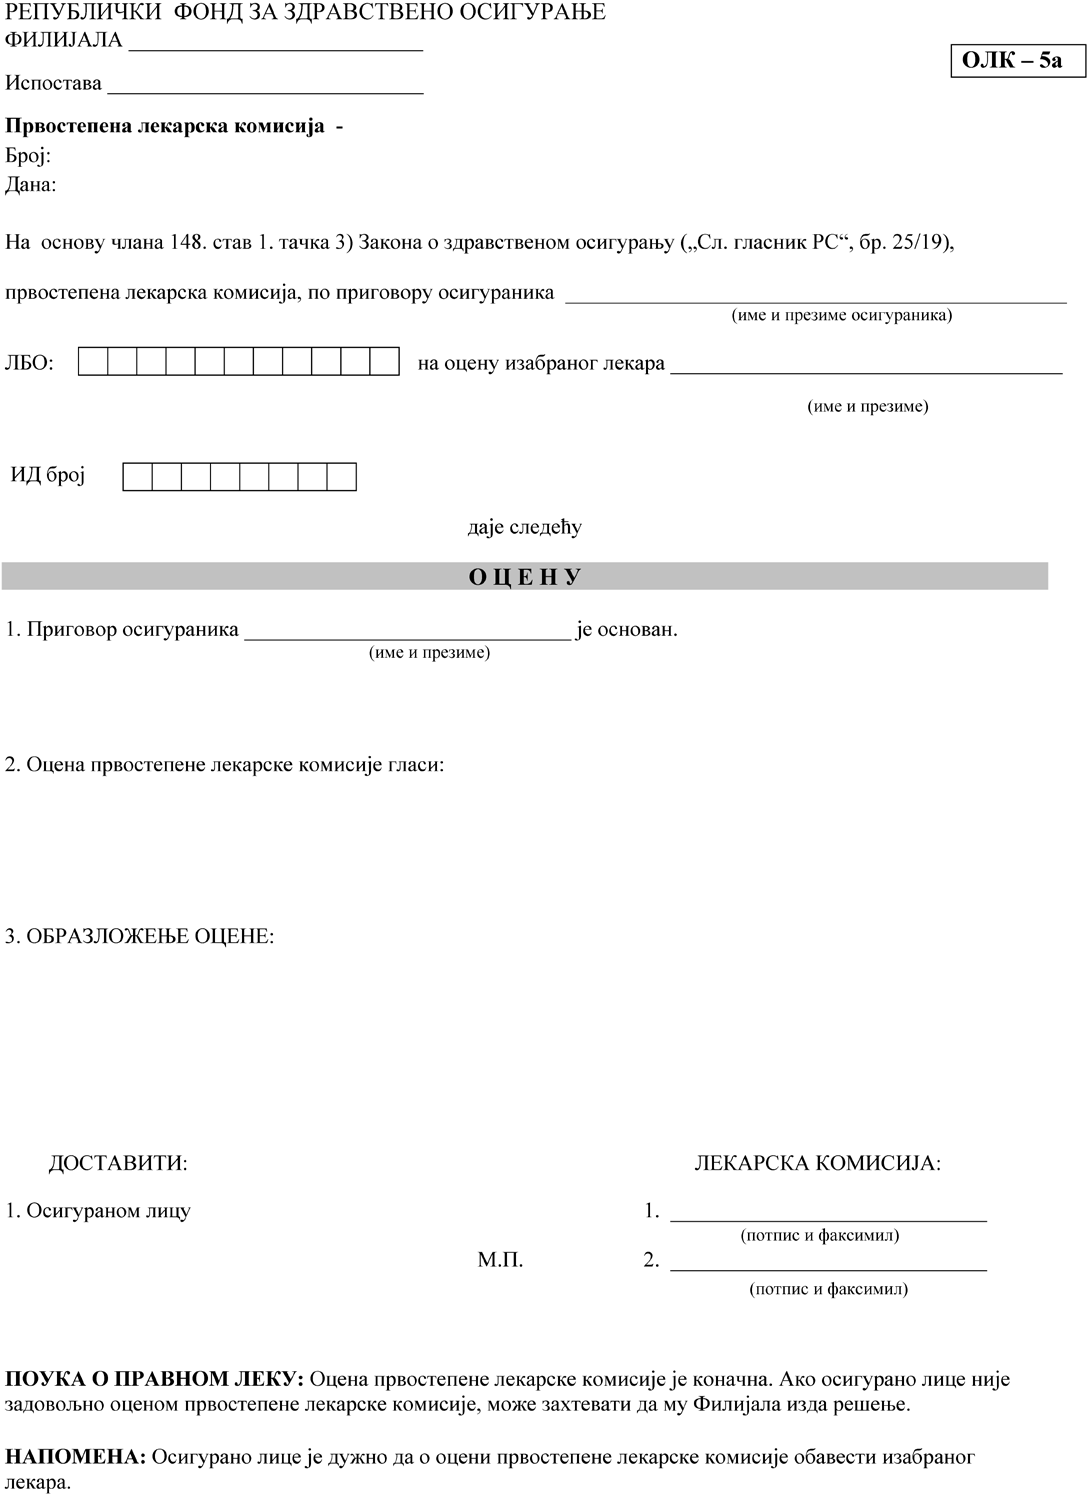 РЕПУБЛИЧКИ ФОНД ЗА ЗДРАВСТВЕНО ОСИГУРАЊЕ
ФИЛИЈАЛА
ОЛК – 5а
Испостава
Првостепена лекарска комисија -
Број:
Дана:
На основу члана 148. став 1. тачка 3) Закона о здравственом осигурању („Сл. гласник РС“, бр. 25/19),
првостепена лекарска комисија, по приговору осигураника
(име и презиме осигураника)
ЛБО: на оцену изабраног лекара
(име и презиме)
ИД број
даје следећу
О Ц Е Н У
1. Приговор осигураника је основан.
(име и презиме)
2. Оцена првостепене лекарске комисије гласи:
3. ОБРАЗЛОЖЕЊЕ ОЦЕНЕ:
ДОСТАВИТИ: ЛЕКАРСКА КОМИСИЈА:
1. Осигураном лицу 1.
(потпис и факсимил)
М.П. 2.
(потпис и факсимил)
ПОУКА О ПРАВНОМ ЛЕКУ: Оцена првостепене лекарске комисије је коначна. Ако осигурано лице није
задовољно оценом првостепене лекарске комисије, може захтевати да му Филијала изда решење.
НАПОМЕНА: Осигурано лице је дужно да о оцени првостепене лекарске комисије обавести изабраног
лекара.